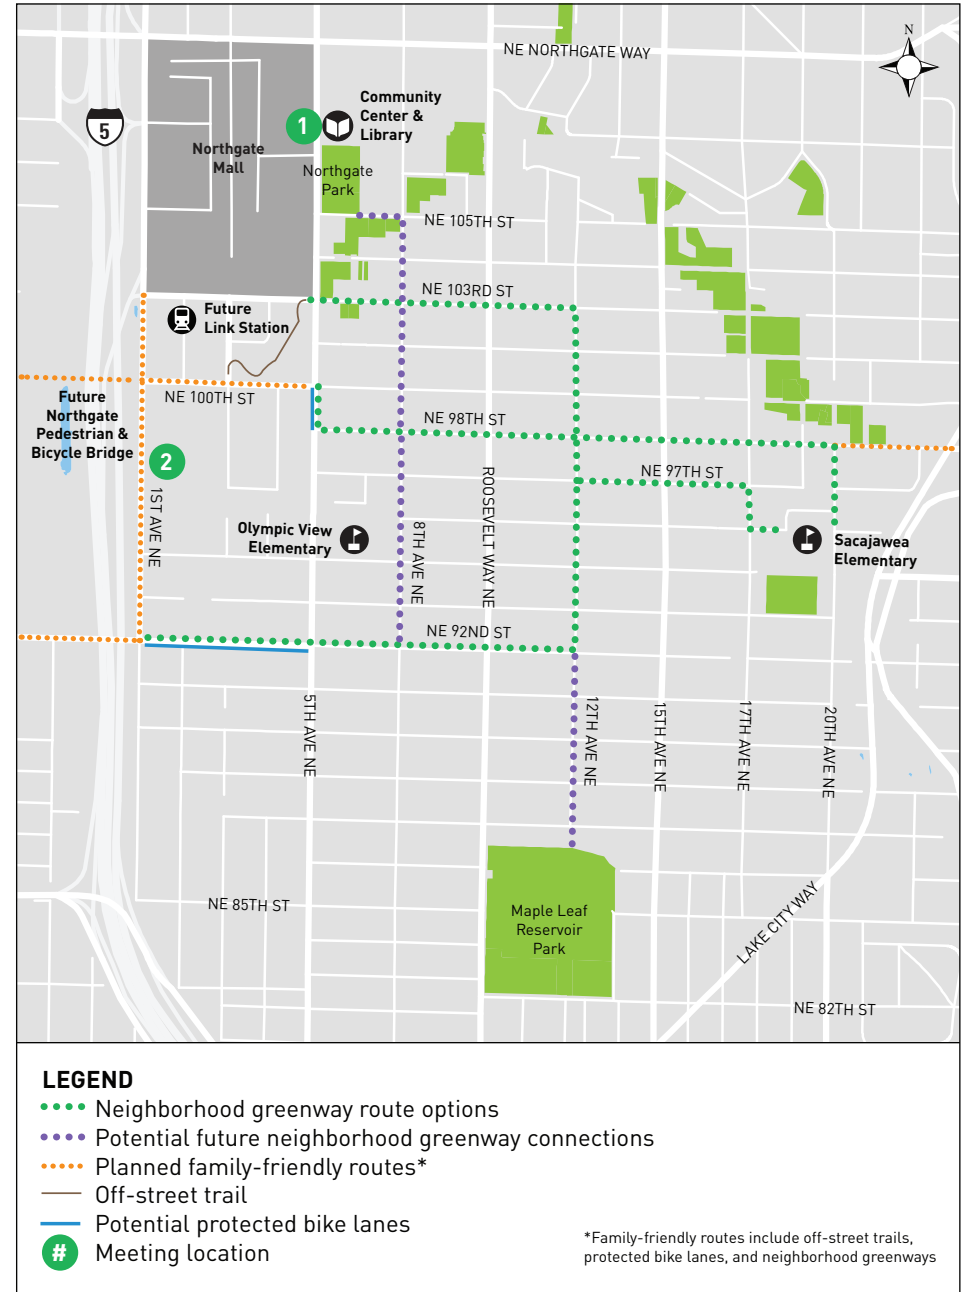 NE NORTHGATE WAY
N
5
1
Community
Center &
Library
Northgate
Mall
Northgate
Park
NE 105TH ST
NE 103RD ST
Future
Link Station
NE 100TH ST
Future
Northgate
Pedestrian &
Bicycle Bridge
NE 98TH ST
2
NE 97TH ST
1ST AVE NE
ROOSEVELT WAY NE
8TH AVE NE
Olympic View
Elementary
Sacajawea
Elementary
NE 92ND ST
5TH AVE NE
12TH AVE NE
15TH AVE NE
17TH AVE NE
20TH AVE NE
NE 85TH ST
Maple Leaf
Reservoir
Park
LAKE CITY WAY
NE 82TH ST
LEGEND
Neighborhood greenway route options
Potential future neighborhood greenway connections
Planned family-friendly routes*
Off-street trail
Potential protected bike lanes
# Meeting location
*Family-friendly routes include off-street trails,
protected bike lanes, and neighborhood greenways